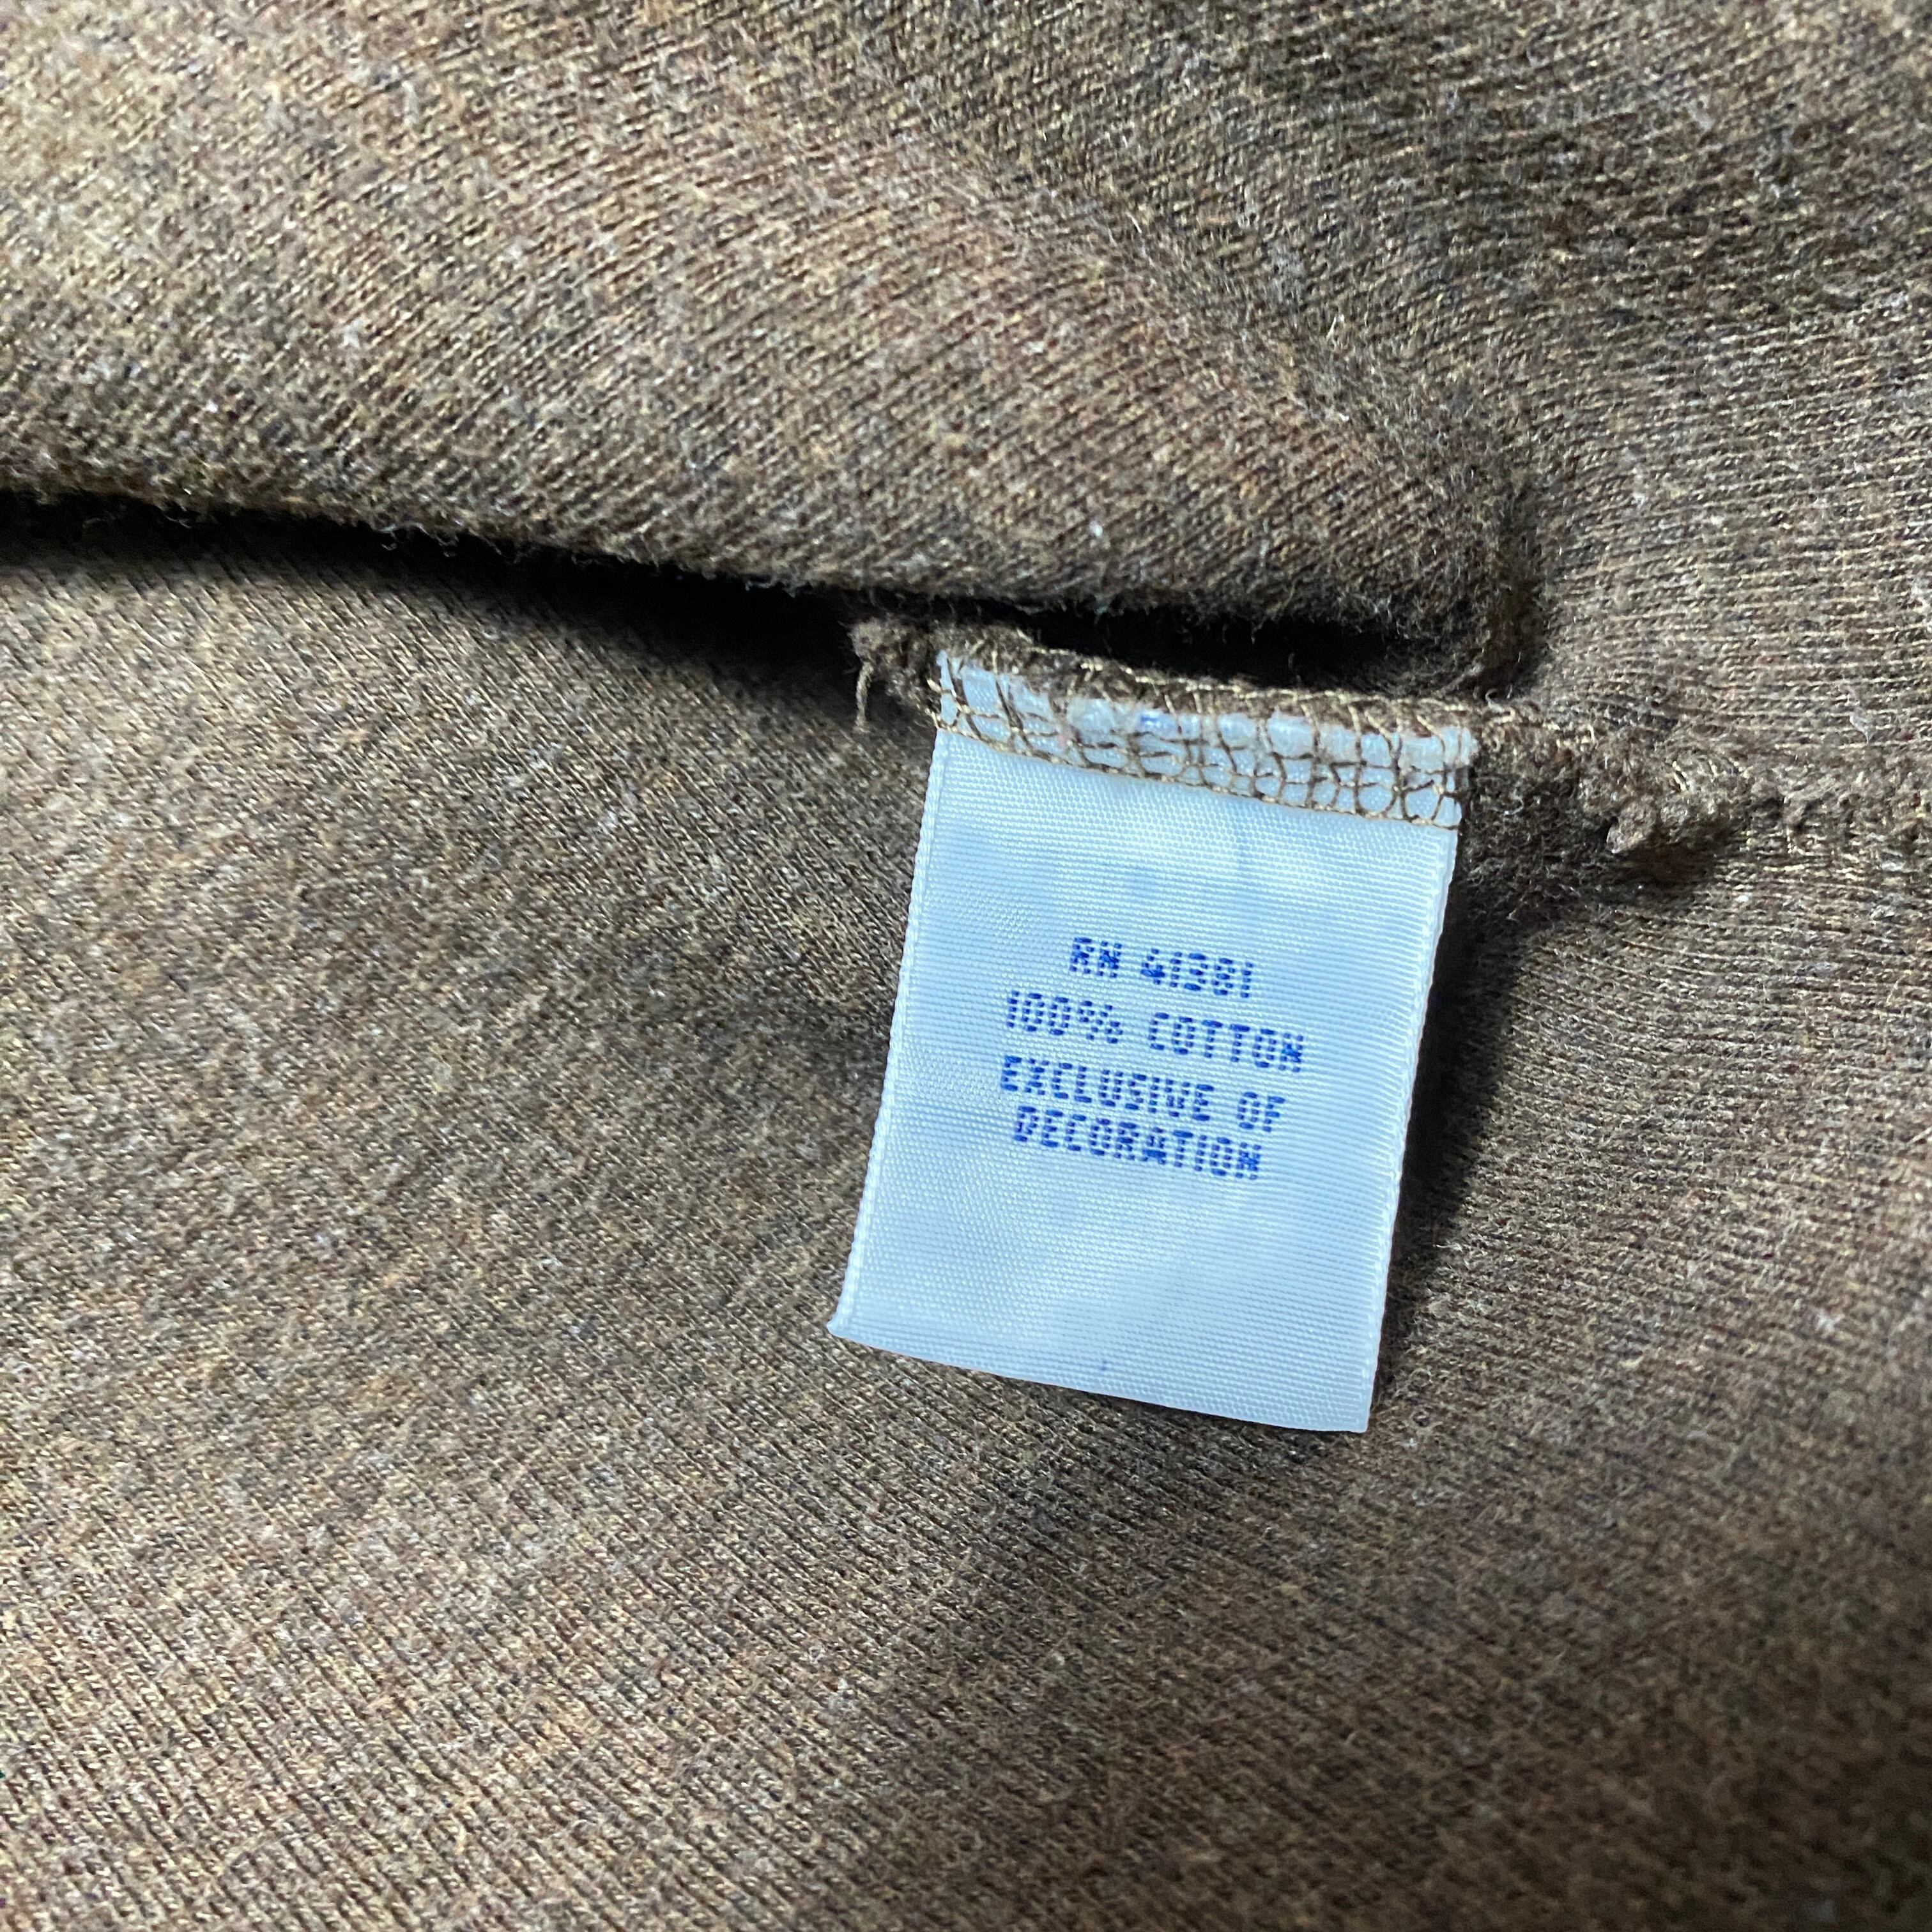 RN 41381
100% COTTON
EXCLUSIVE OF
DECORATION